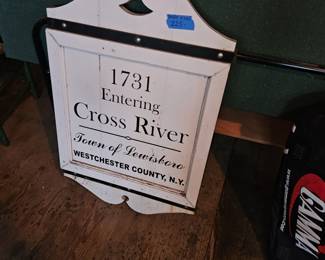 1731
Entering
Cross River
Town of Lewisboro
WESTCHESTER COUNTY, N.Y.
GAMMA